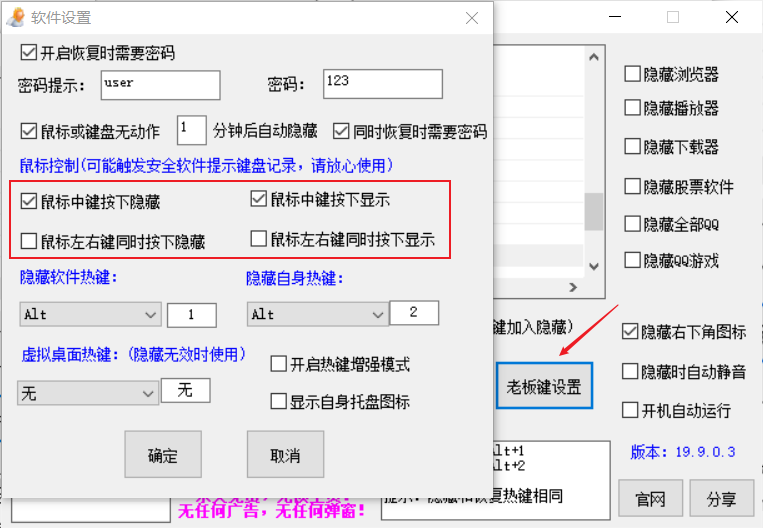 软件设置
开启恢复时需要密码
密码提示： user 密码： 123
鼠标或键盘无动作 1 分钟后自动隐藏 同时恢复时需要密码
鼠标控制(可能触发安全软件提示键盘记录，请放心使用)
鼠标中键按下隐藏 鼠标中键按下显示
鼠标左右键同时按下隐藏 鼠标左右键同时按下显示
隐藏软件热键： 隐藏自身热键：
Alt 1 Alt 2
虚拟桌面热键：(隐藏无效时使用) 开启热键增强模式
无 无 显示自身托盘图标
确定 取消
隐藏浏览器
隐藏播放器
隐藏下载器
隐藏股票软件
隐藏全部QQ
隐藏QQ游戏
键加入隐藏)
隐藏右下角图标
老板键设置
隐藏时自动静音
开机自动运行
版本：19.9.0.3
Alt+1
Alt+2
提示：隐藏和恢复热键相同
无任何广告，无任何弹窗！
官网 分享